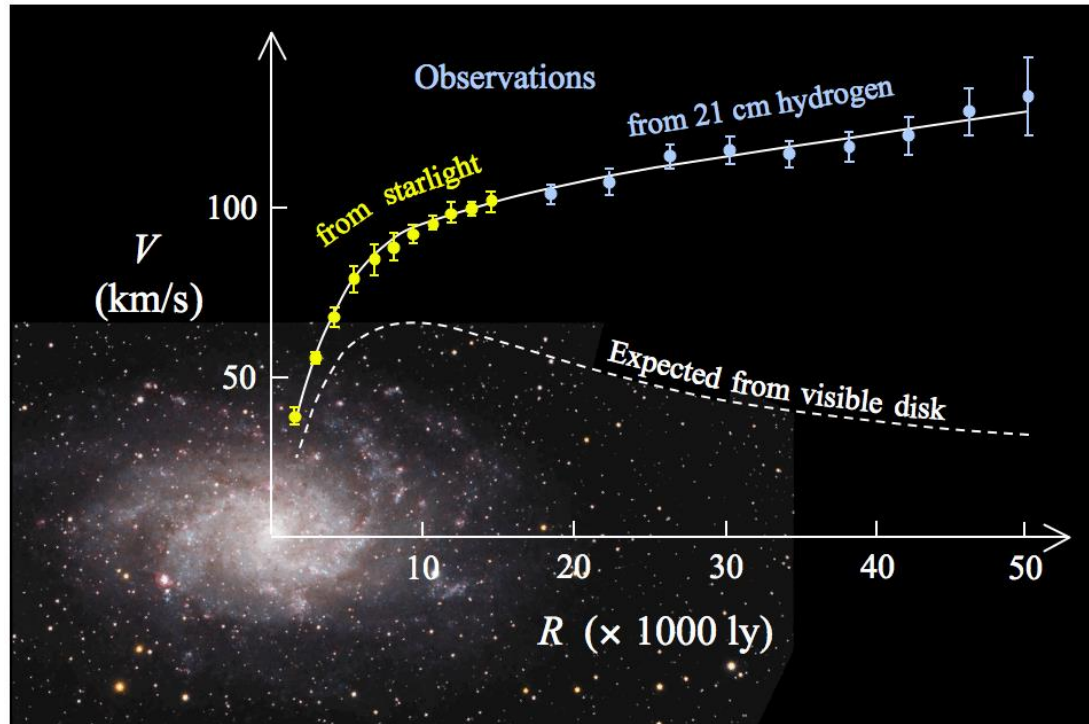 Observations
from 21 cm hydrogen
from starlight
100
V
(km/s)
50
Expected from visible disk
10 20 30 40 50
R (× 1000 ly)